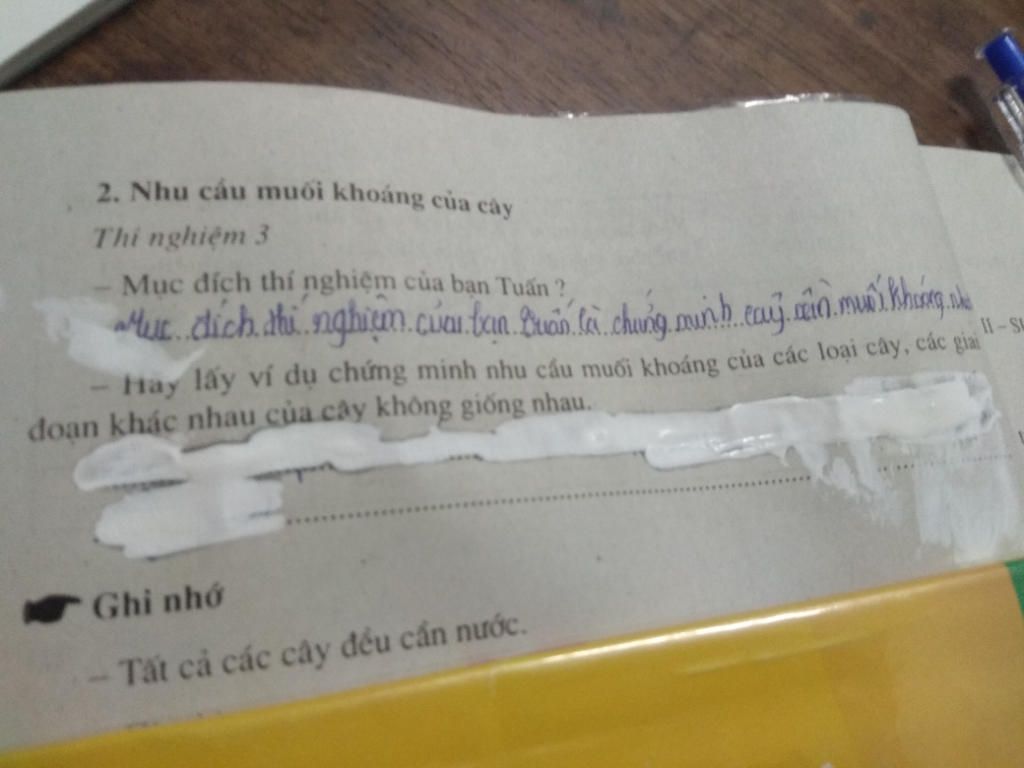 2. Nhu cầu muối khoáng của cây
Thí nghiệm 3
– Mục đích thí nghiệm của bạn Tuấn ?
Mục đích thí nghiệm của bạn Tuấn là chứng minh cây cần muối khoáng như
– Hãy lấy ví dụ chứng minh nhu cầu muối khoáng của các loại cây, các giai
đoạn khác nhau của cây không giống nhau.
Ghi nhớ
– Tất cả các cây đều cần nước.
II –